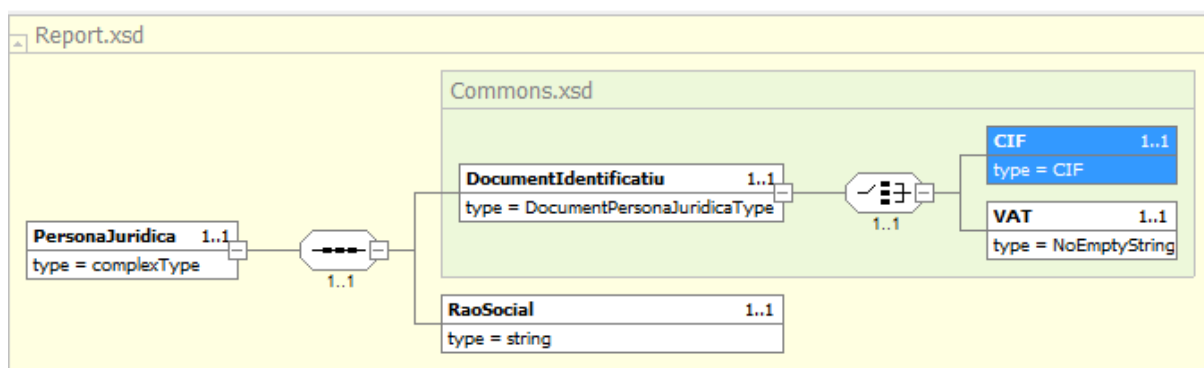 Report.xsd
Commons.xsd
CIF 1..1
type = CIF
DocumentIdentificatiu 1..1
type = DocumentPersonaJuridicaType
1..1
VAT 1..1
type = NoEmptyString
PersonaJuridica 1..1
type = complexType
1..1
RaoSocial 1..1
type = string